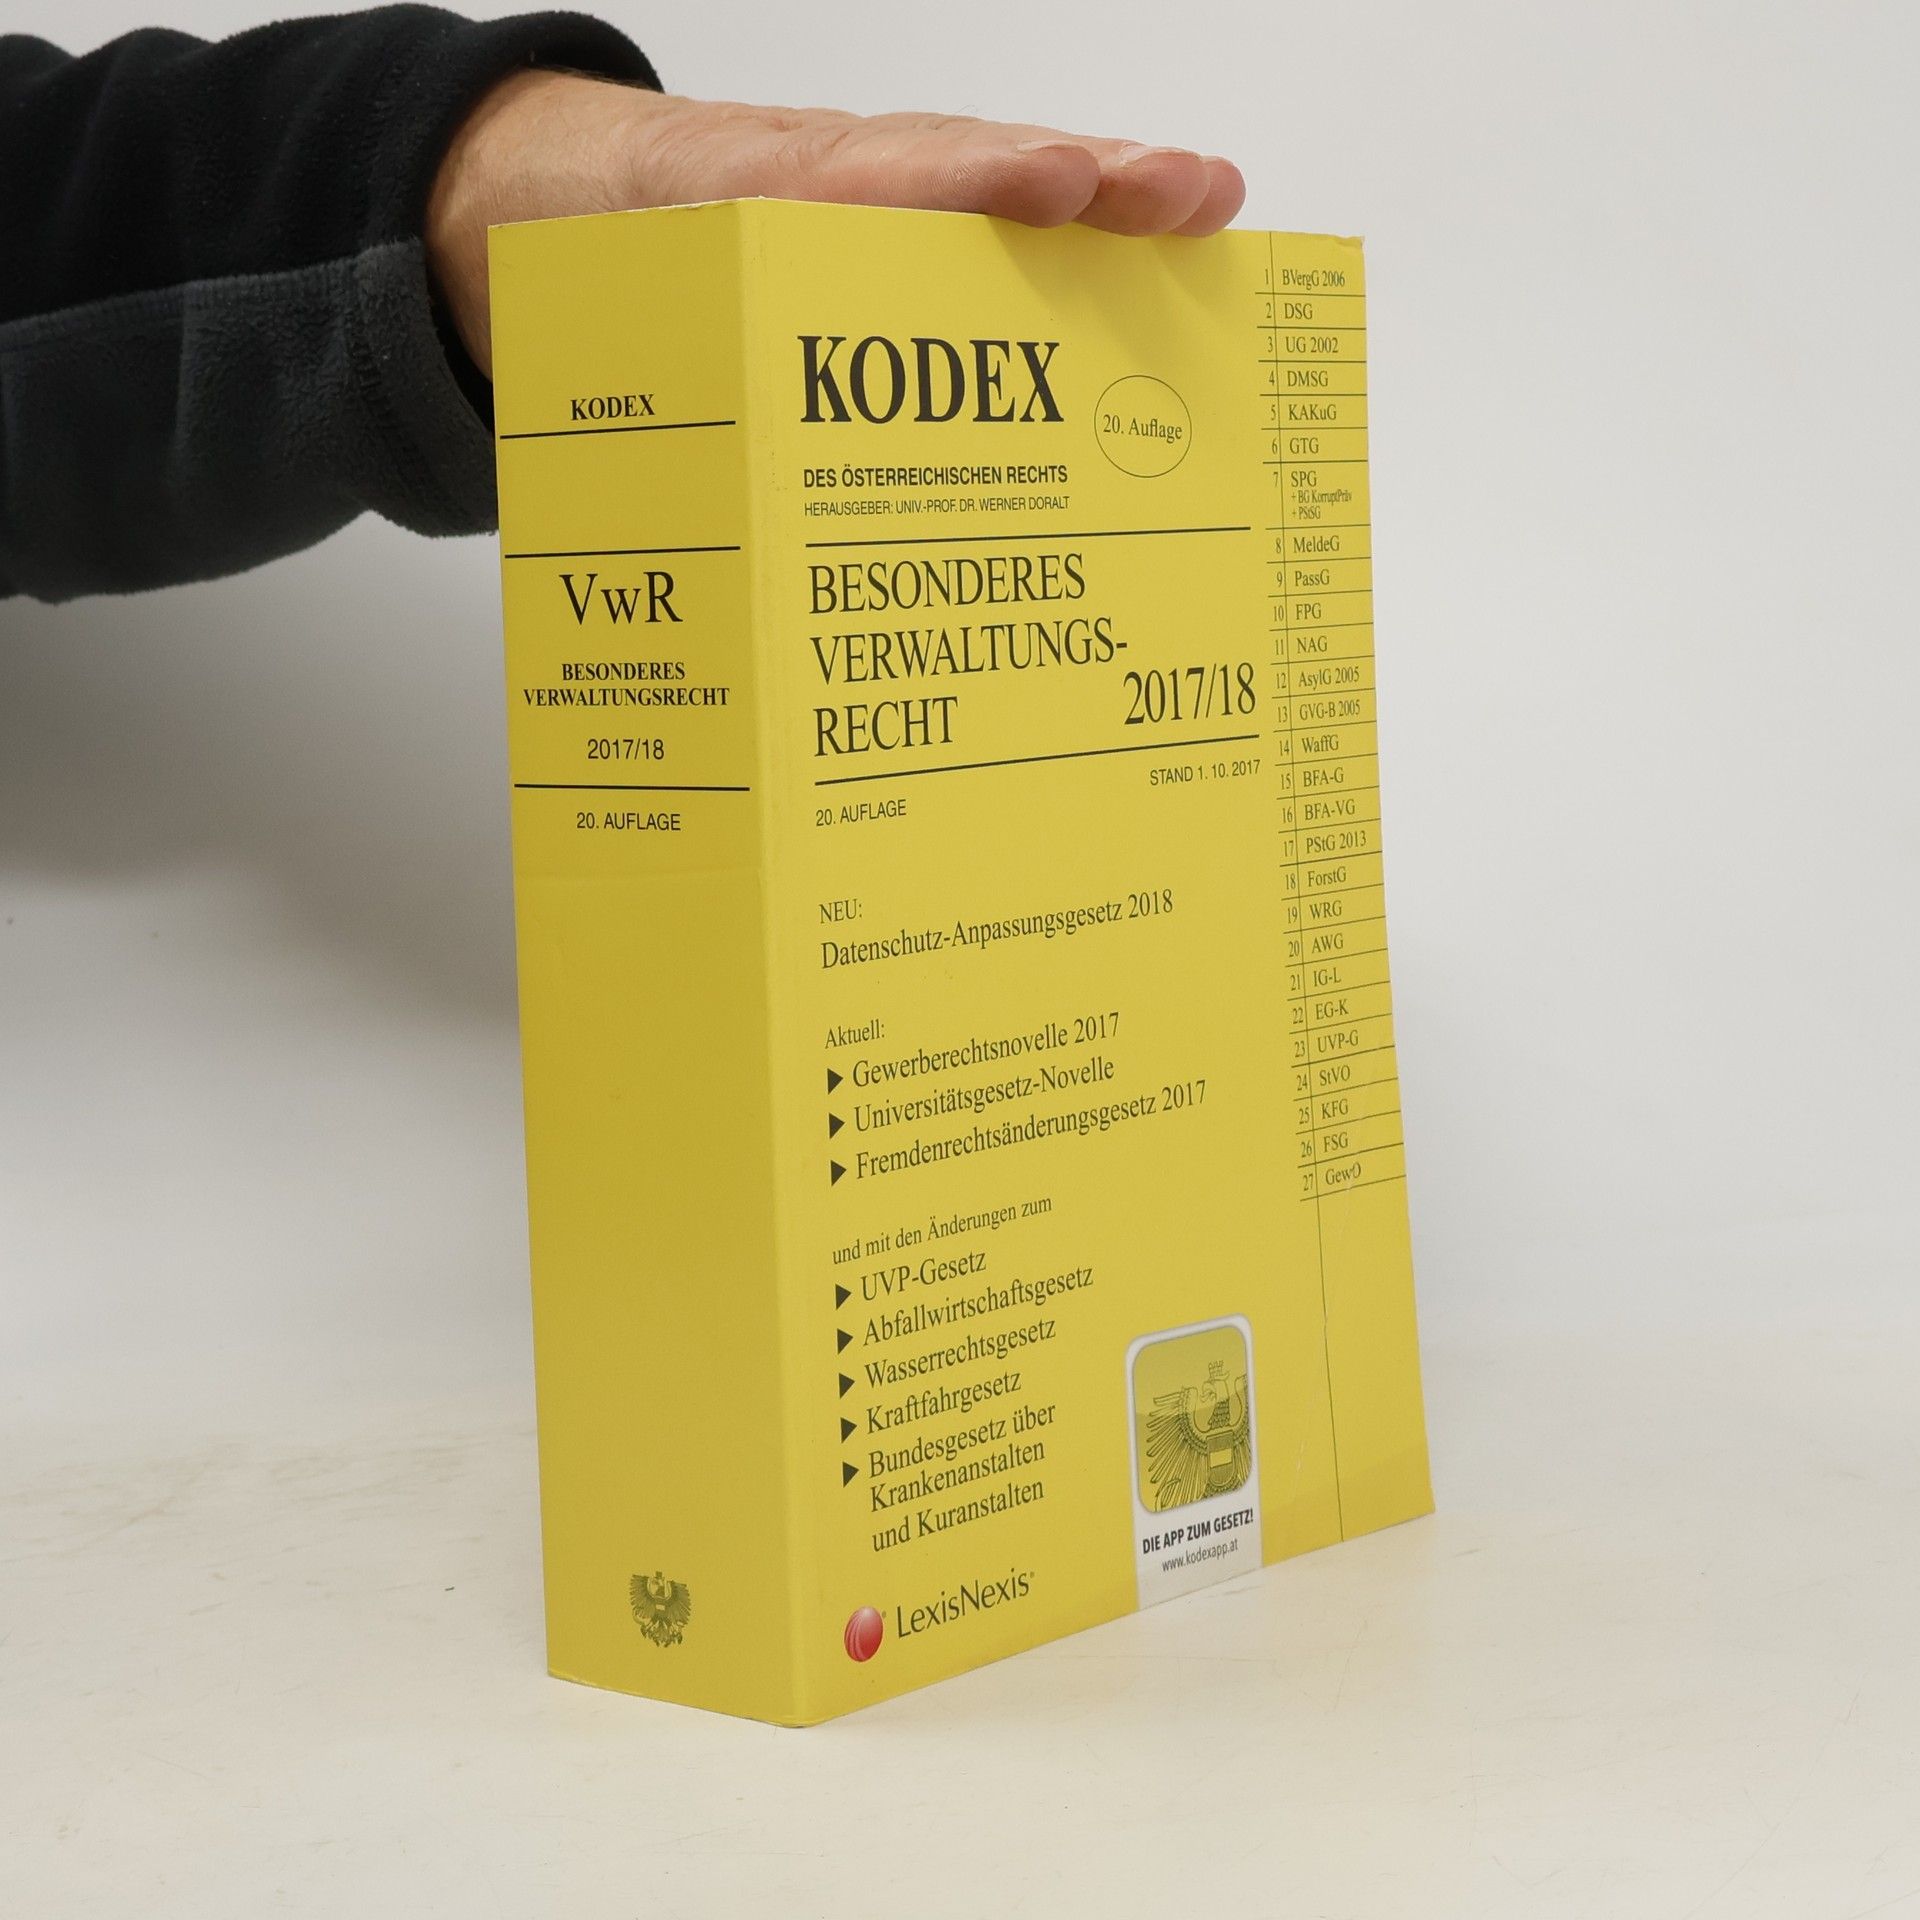 KODEX
VwR
BESONDERES
VERWALTUNGSRECHT
2017/18
20. AUFLAGE
KODEX
20. Auflage
DES ÖSTERREICHISCHEN RECHTS
HERAUSGEBER: UNIV.-PROF. DR. WERNER DORALT
BESONDERES
VERWALTUNGS-
RECHT 2017/18
STAND 1. 10. 2017
20. AUFLAGE
NEU:
Datenschutz-Anpassungsgesetz 2018
Aktuell:
▶ Gewerberechtsnovelle 2017
▶ Universitätsgesetz-Novelle
▶ Fremdenrechtsänderungsgesetz 2017
und mit den Änderungen zum
▶ UVP-Gesetz
▶ Abfallwirtschaftsgesetz
▶ Wasserrechtsgesetz
▶ Kraftfahrgesetz
▶ Bundesgesetz über
Krankenanstalten
und Kuranstalten
LexisNexis®
DIE APP ZUM GESETZ!
www.kodexapp.at
1 BVergG 2006
2 DSG
3 UG 2002
4 DMSG
5 KAKuG
6 GTG
7 SPG
+ BG KorruptPräv
+ PStSG
8 MeldeG
9 PassG
10 FPG
11 NAG
12 AsylG 2005
13 GVG-B 2005
14 WaffG
15 BFA-G
16 BFA-VG
17 PStG 2013
18 ForstG
19 WRG
20 AWG
21 IG-L
22 EG-K
23 UVP-G
24 StVO
25 KFG
26 FSG
27 GewO